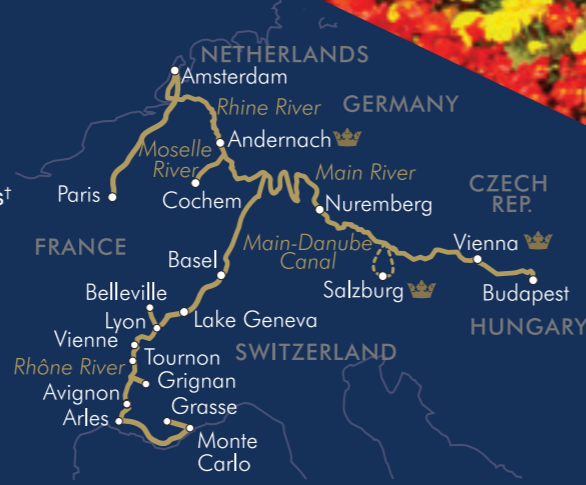 NETHERLANDS
Amsterdam
Rhine River
GERMANY
Andernach
Moselle
River
Main River
Paris
Cochem
Nuremberg
CZECH
REP.
FRANCE
Main-Danube
Canal
Vienna
Basel
Salzburg
Budapest
Belleville
Lyon
Lake Geneva
HUNGARY
Vienne
Tournon
SWITZERLAND
Rhône River
Grignan
Avignon
Grasse
Arles
Monte
Carlo